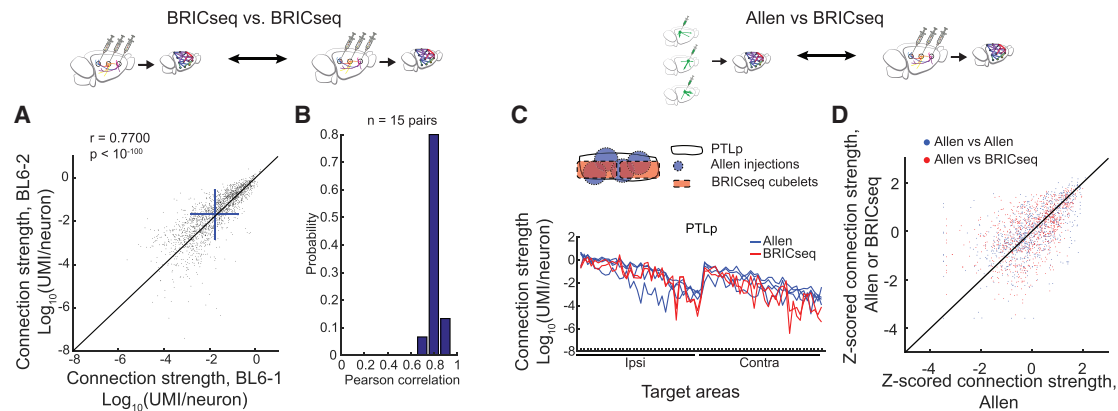 BRICseq vs. BRICseq
Allen vs BRICseq
A
r = 0.7700
p < 10-100
Connection strength, BL6-2
Log10(UMI/neuron)
0
-2
-4
-6
-8
-8 -6 -4 -2 0
Connection strength, BL6-1
Log10(UMI/neuron)
B
n = 15 pairs
Probability
0.8
0.7
0.6
0.5
0.4
0.3
0.2
0.1
0
0 0.2 0.4 0.6 0.8 1
Pearson correlation
C
PTLp
Allen injections
BRICseq cubelets
PTLp
Allen
BRICseq
Connection strength
Log10(UMI/neuron)
2
0
-2
-4
-6
-8
Ipsi Contra
Target areas
D
Allen vs Allen
Allen vs BRICseq
Z-scored connection strength,
Allen or BRICseq
2
0
-2
-4
-5 -4 -2 0 2
Z-scored connection strength,
Allen